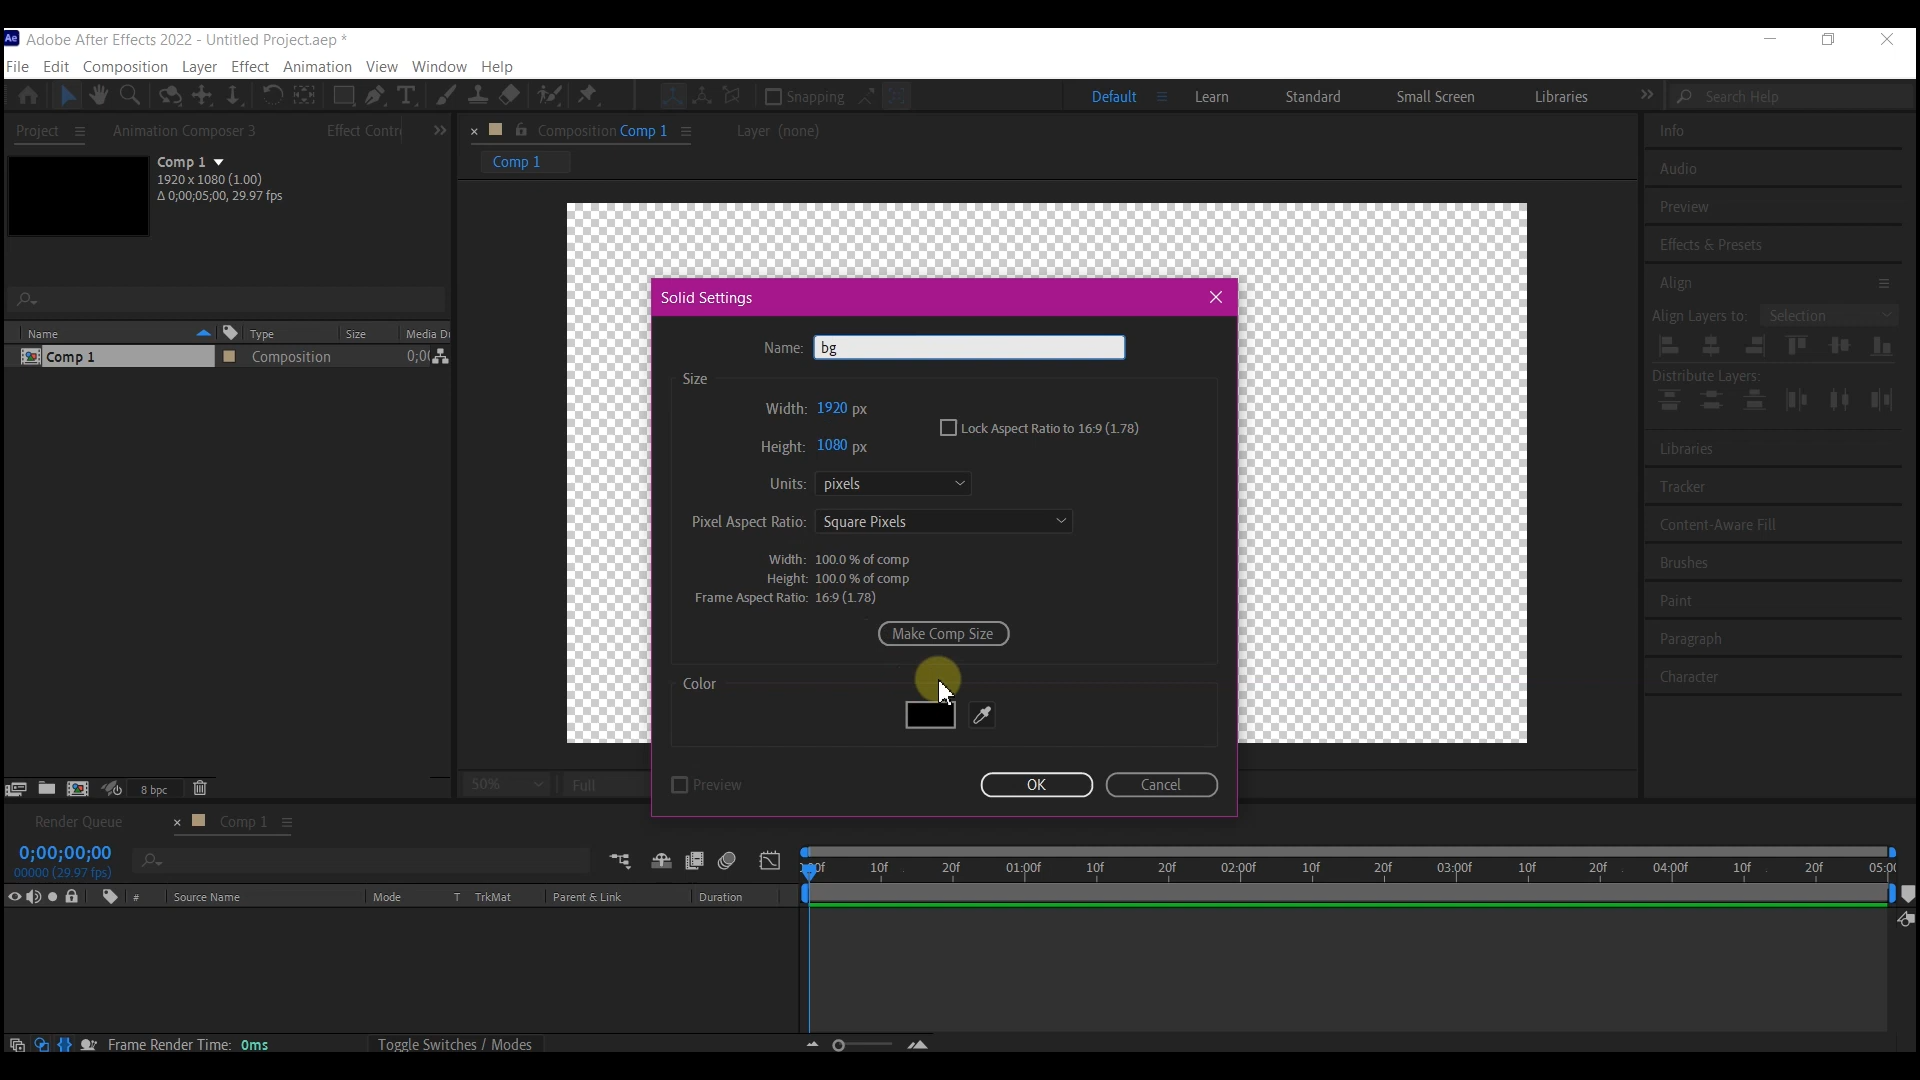 Ae Adobe After Effects 2022 - Untitled Project.aep *
File Edit Composition Layer Effect Animation View Window Help
Snapping Default Learn Standard Small Screen Libraries Search Help
Project Animation Composer 3 Effect Contr
Composition Comp 1 Layer (none)
Comp 1
Comp 1
1920 x 1080 (1.00)
Δ 0;00;05;00, 29.97 fps
Name Type Size Media D
Comp 1 Composition 0;0
8 bpc
50% Full
Solid Settings
Name: bg
Size
Width: 1920 px
Lock Aspect Ratio to 16:9 (1.78)
Height: 1080 px
Units: pixels
Pixel Aspect Ratio: Square Pixels
Width: 100.0 % of comp
Height: 100.0 % of comp
Frame Aspect Ratio: 16:9 (1.78)
Make Comp Size
Color
Preview OK Cancel
Info
Audio
Preview
Effects & Presets
Align
Align Layers to: Selection
Distribute Layers:
Libraries
Tracker
Content-Aware Fill
Brushes
Paint
Paragraph
Character
Render Queue Comp 1
0;00;00;00
00000 (29.97 fps)
10f 20f 01:00f 10f 20f 02:00f 10f 20f 03:00f 10f 20f 04:00f 10f 20f
# Source Name Mode T TrkMat Parent & Link Duration
Frame Render Time: 0ms Toggle Switches / Modes